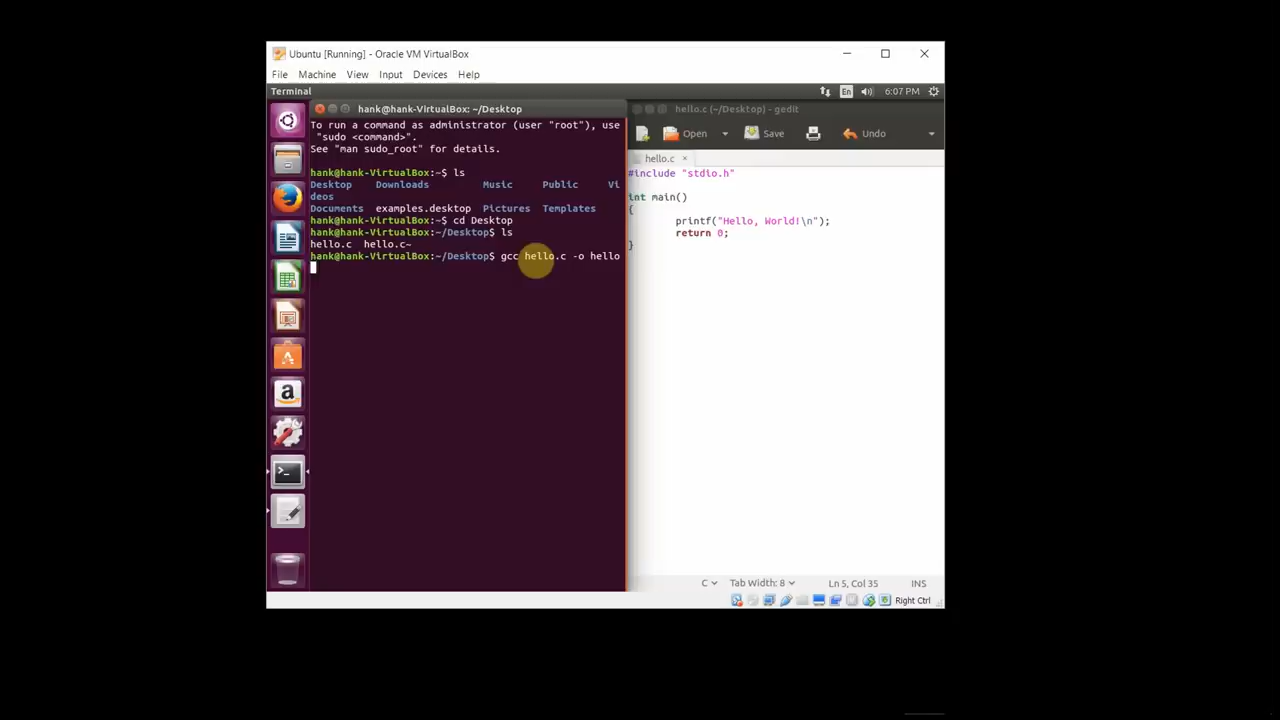 Ubuntu [Running] - Oracle VM VirtualBox
File Machine View Input Devices Help
Terminal En 6:07 PM
hank@hank-VirtualBox: ~/Desktop
To run a command as administrator (user "root"), use
"sudo <command>".
See "man sudo_root" for details.
hank@hank-VirtualBox:~$ ls
Desktop Downloads Music Public Vi
deos
Documents examples.desktop Pictures Templates
hank@hank-VirtualBox:~$ cd Desktop
hank@hank-VirtualBox:~/Desktop$ ls
hello.c hello.c~
hank@hank-VirtualBox:~/Desktop$ gcc hello.c -o hello
hello.c (~/Desktop) - gedit
Open Save Undo
hello.c ×
#include "stdio.h"
int main()
{
printf("Hello, World!\n");
return 0;
}
C Tab Width: 8 Ln 5, Col 35 INS
Right Ctrl